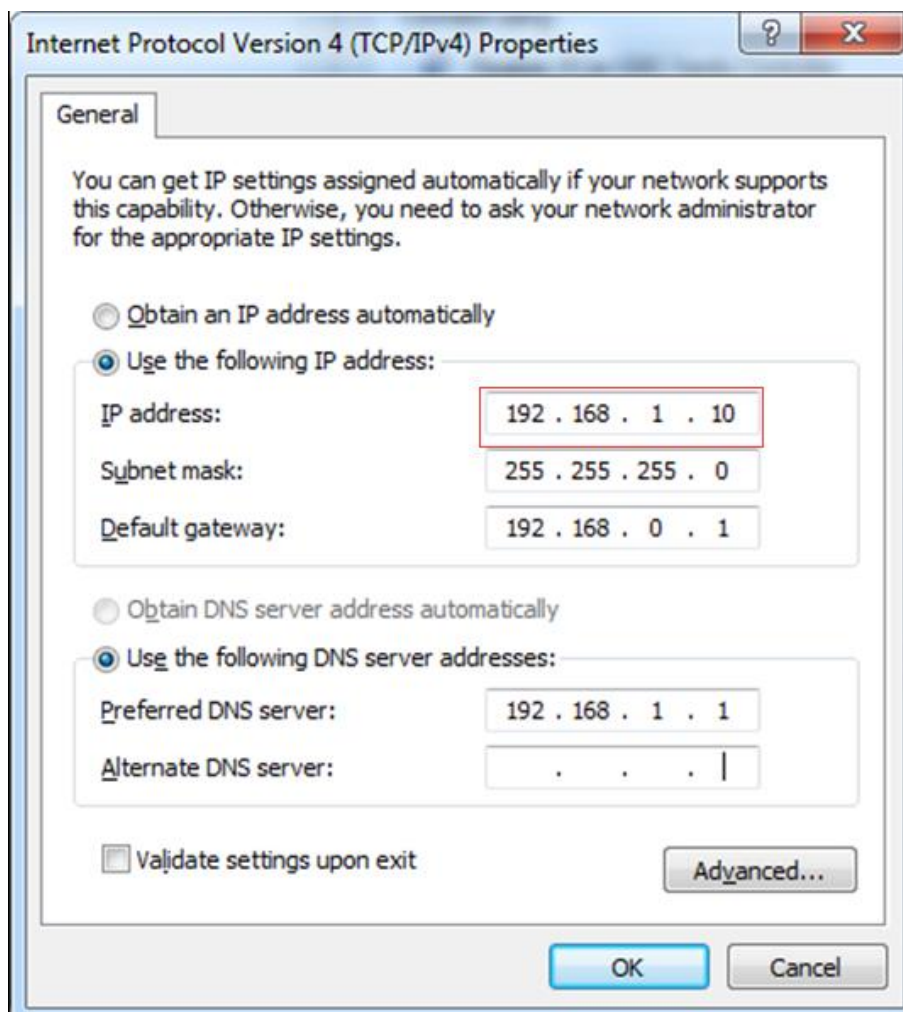 Internet Protocol Version 4 (TCP/IPv4) Properties
?
X
General
You can get IP settings assigned automatically if your network supports
this capability. Otherwise, you need to ask your network administrator
for the appropriate IP settings.
Obtain an IP address automatically
Use the following IP address:
IP address: 192 . 168 . 1 . 10
Subnet mask: 255 . 255 . 255 . 0
Default gateway: 192 . 168 . 0 . 1
Obtain DNS server address automatically
Use the following DNS server addresses:
Preferred DNS server: 192 . 168 . 1 . 1
Alternate DNS server: . . .
Validate settings upon exit
Advanced...
OK Cancel